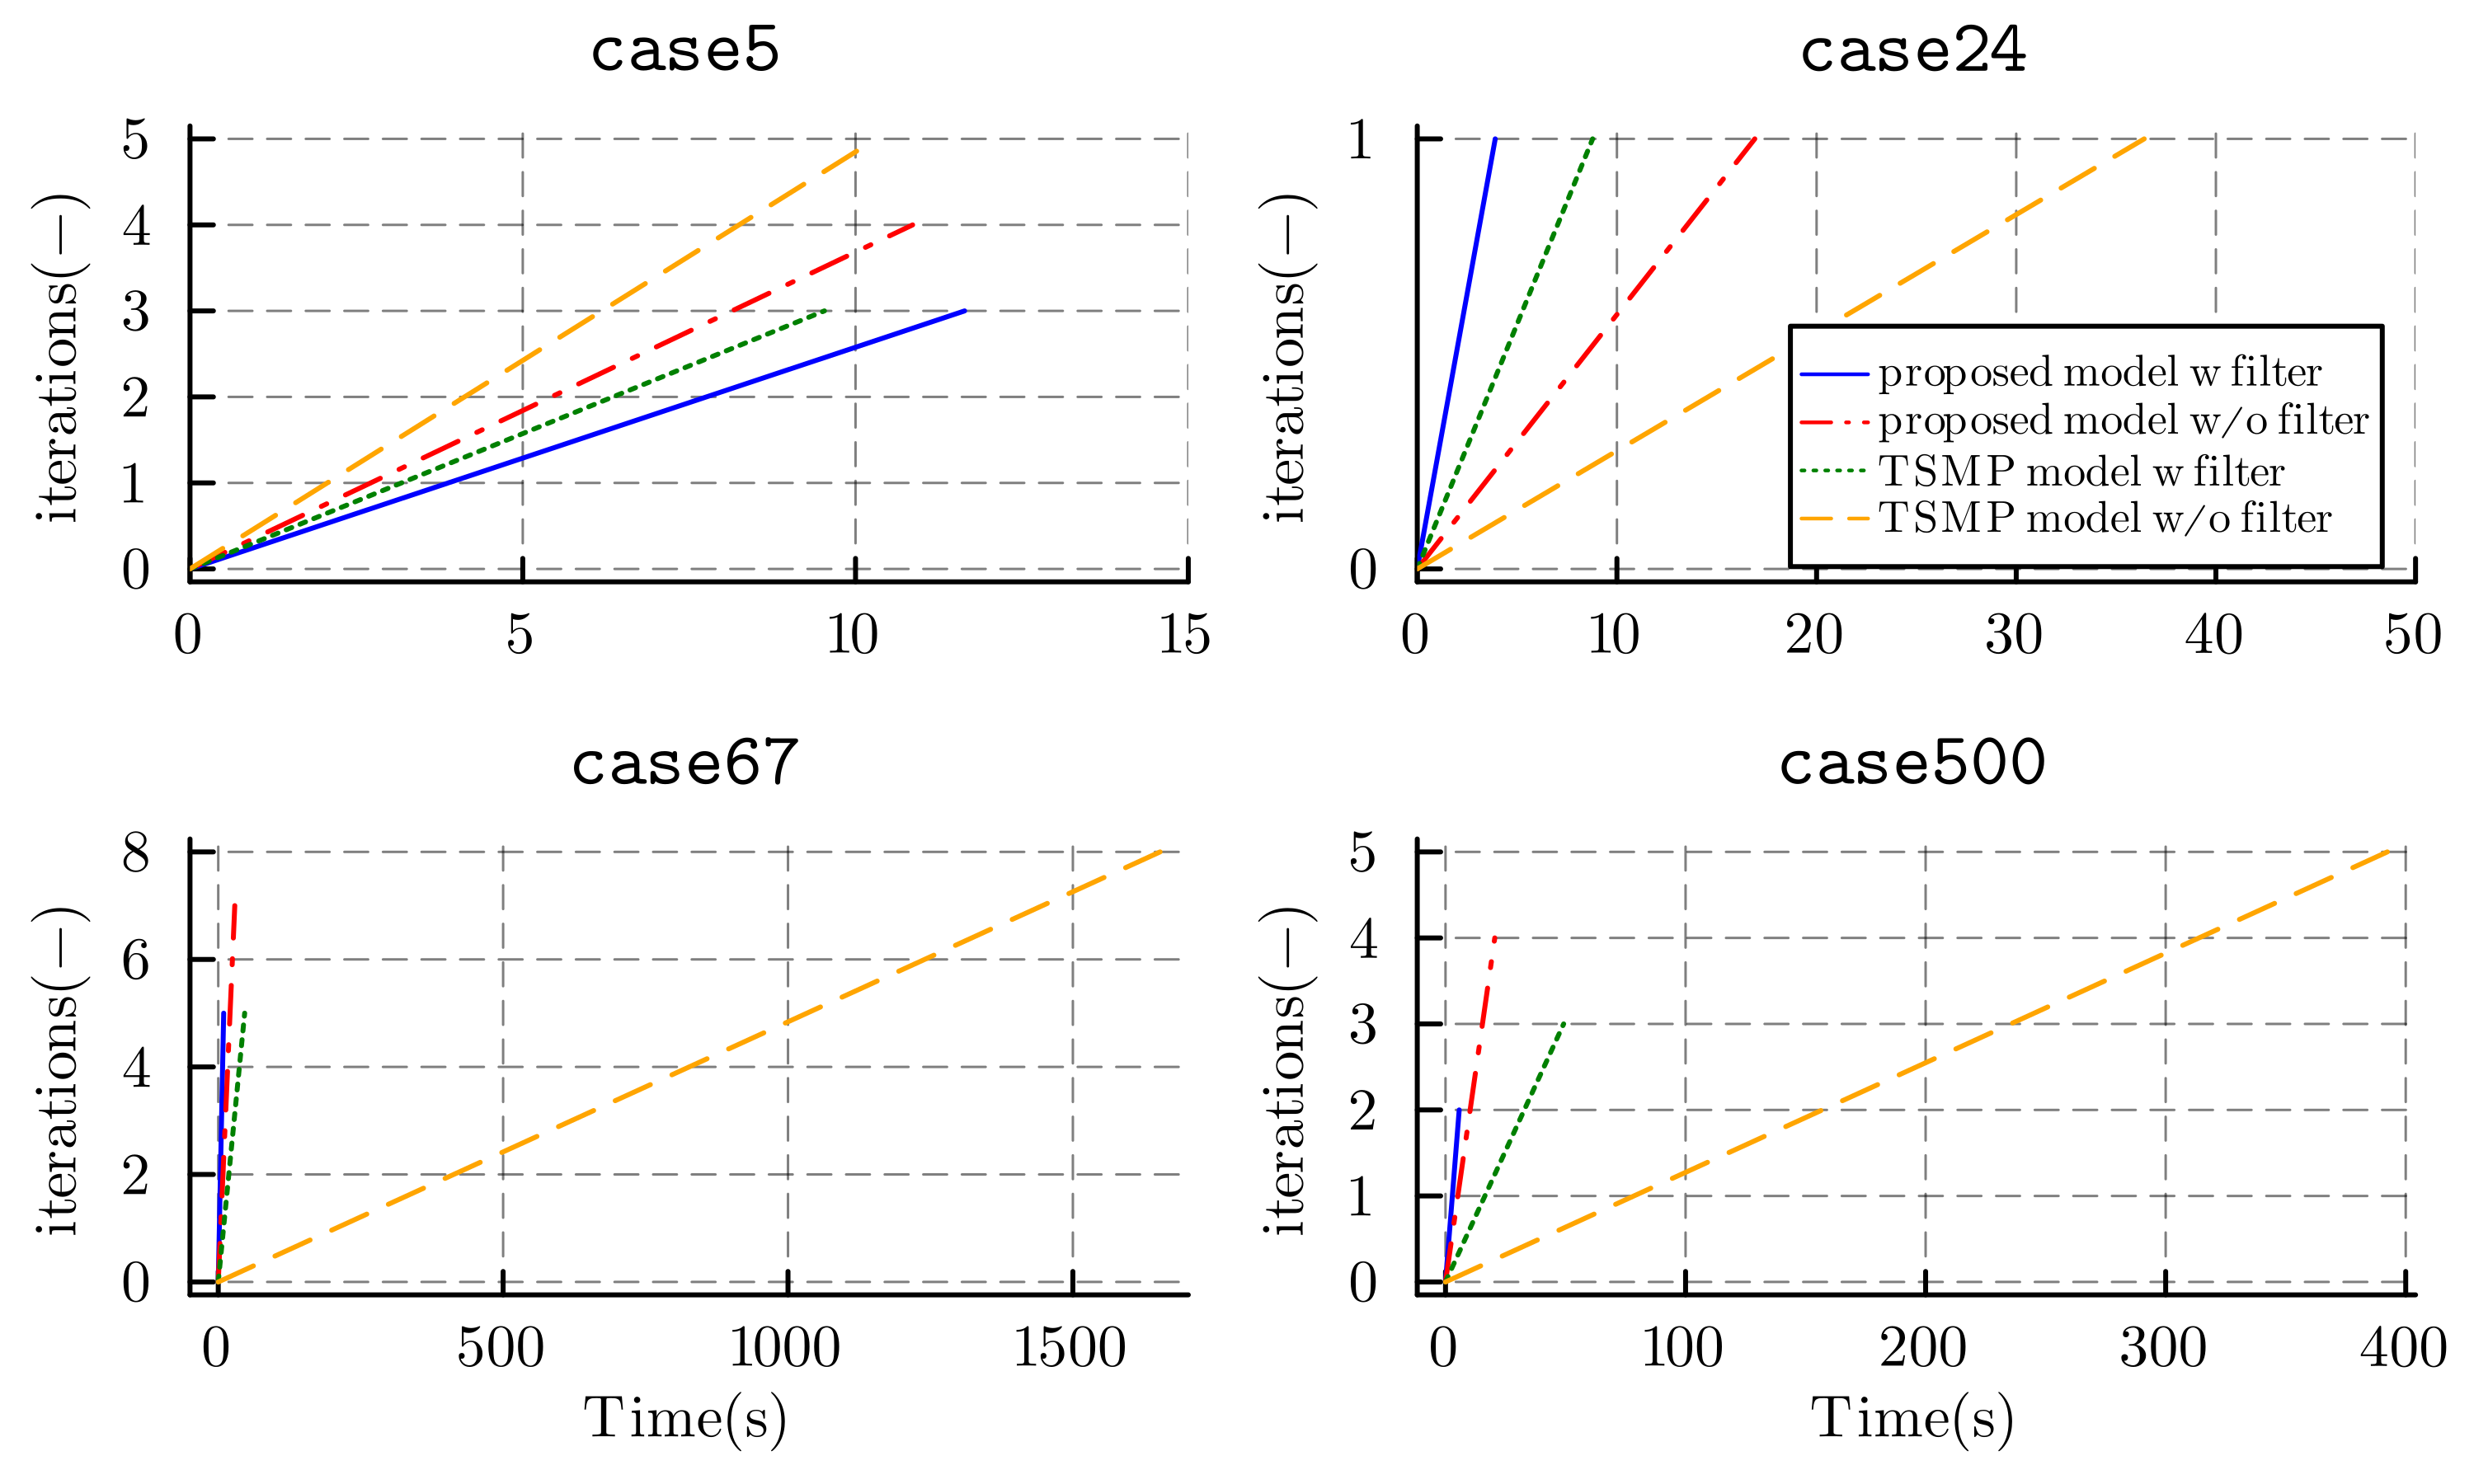 case5
5
4
3
2
1
0
iterations(−)
0 5 10 15
case24
1
0
iterations(−)
proposed model w filter
proposed model w/o filter
TSMP model w filter
TSMP model w/o filter
0 10 20 30 40 50
case67
8
6
4
2
0
iterations(−)
0 500 1000 1500
Time(s)
case500
5
4
3
2
1
0
iterations(−)
0 100 200 300 400
Time(s)